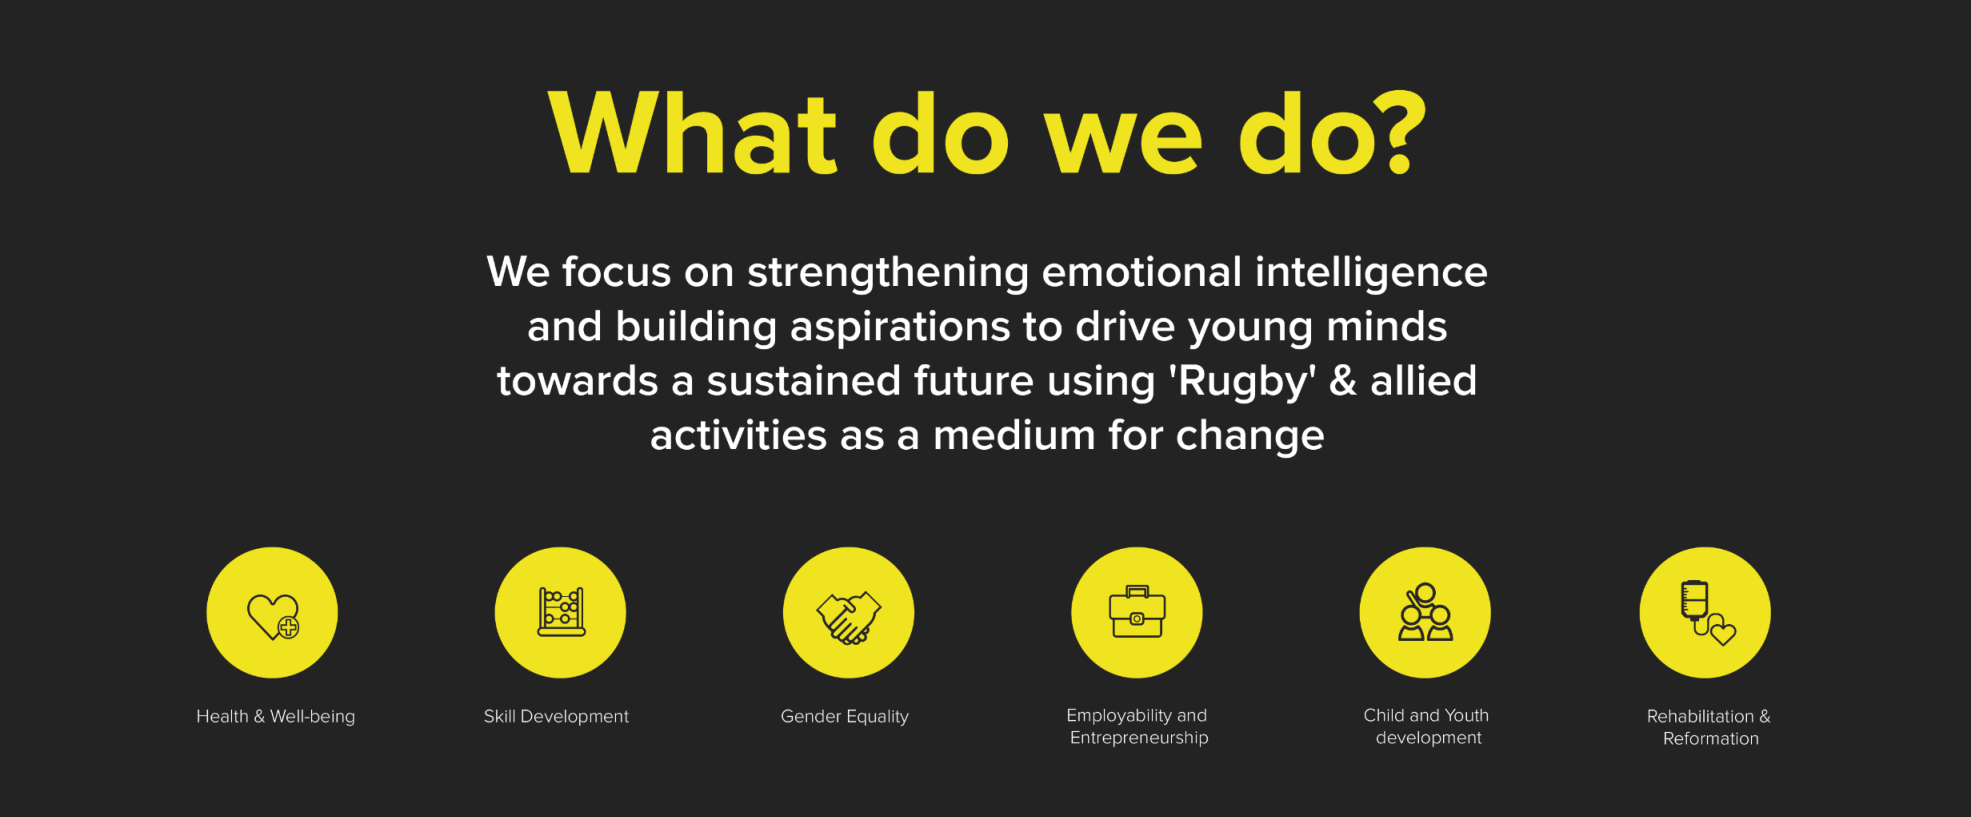 What do we do?
We focus on strengthening emotional intelligence
and building aspirations to drive young minds
towards a sustained future using 'Rugby' & allied
activities as a medium for change
Health & Well-being
Skill Development
Gender Equality
Employability and
Entrepreneurship
Child and Youth
development
Rehabilitation &
Reformation